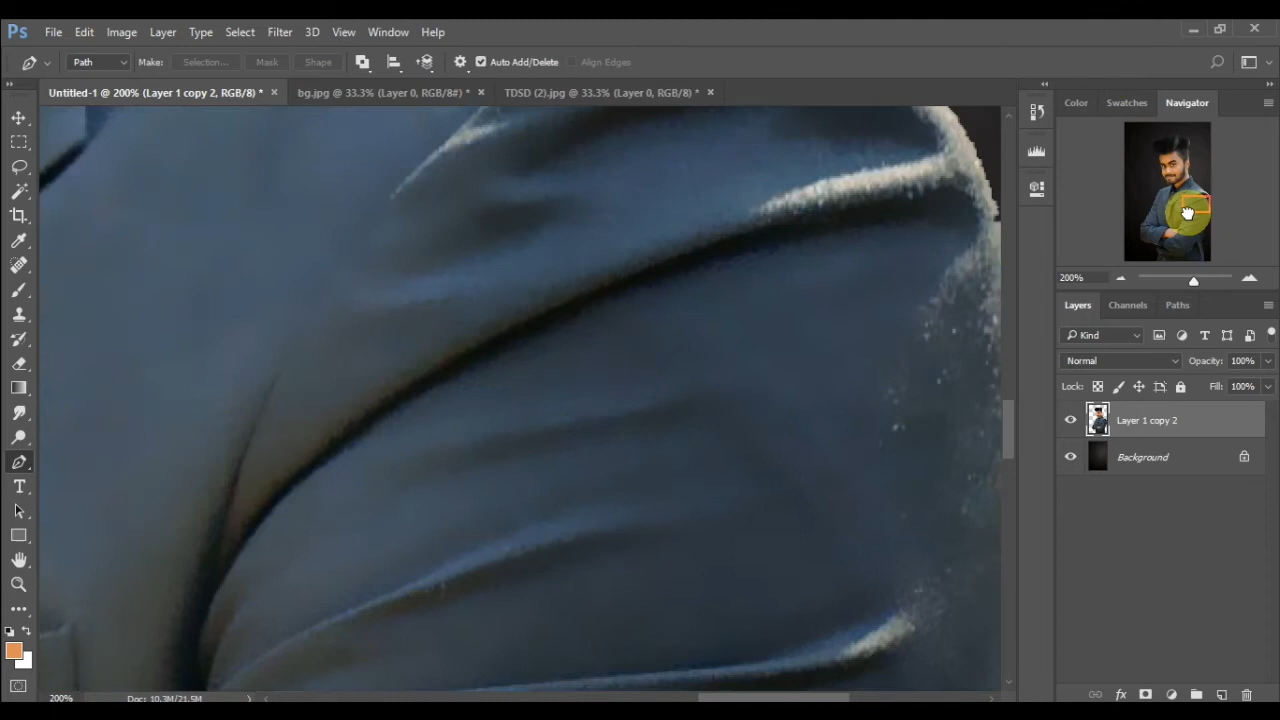 Ps File Edit Image Layer Type Select Filter 3D View Window Help
Path Make: Selection... Mask Shape Auto Add/Delete Align Edges
Untitled-1 @ 200% (Layer 1 copy 2, RGB/8) * × bg.jpg @ 33.3% (Layer 0, RGB/8#) * × TDSD (2).jpg @ 33.3% (Layer 0, RGB/8) * ×
Color Swatches Navigator
200%
Layers Channels Paths
Kind
Normal Opacity: 100%
Lock: Fill: 100%
Layer 1 copy 2
Background
200% Doc: 10.3M/21.5M